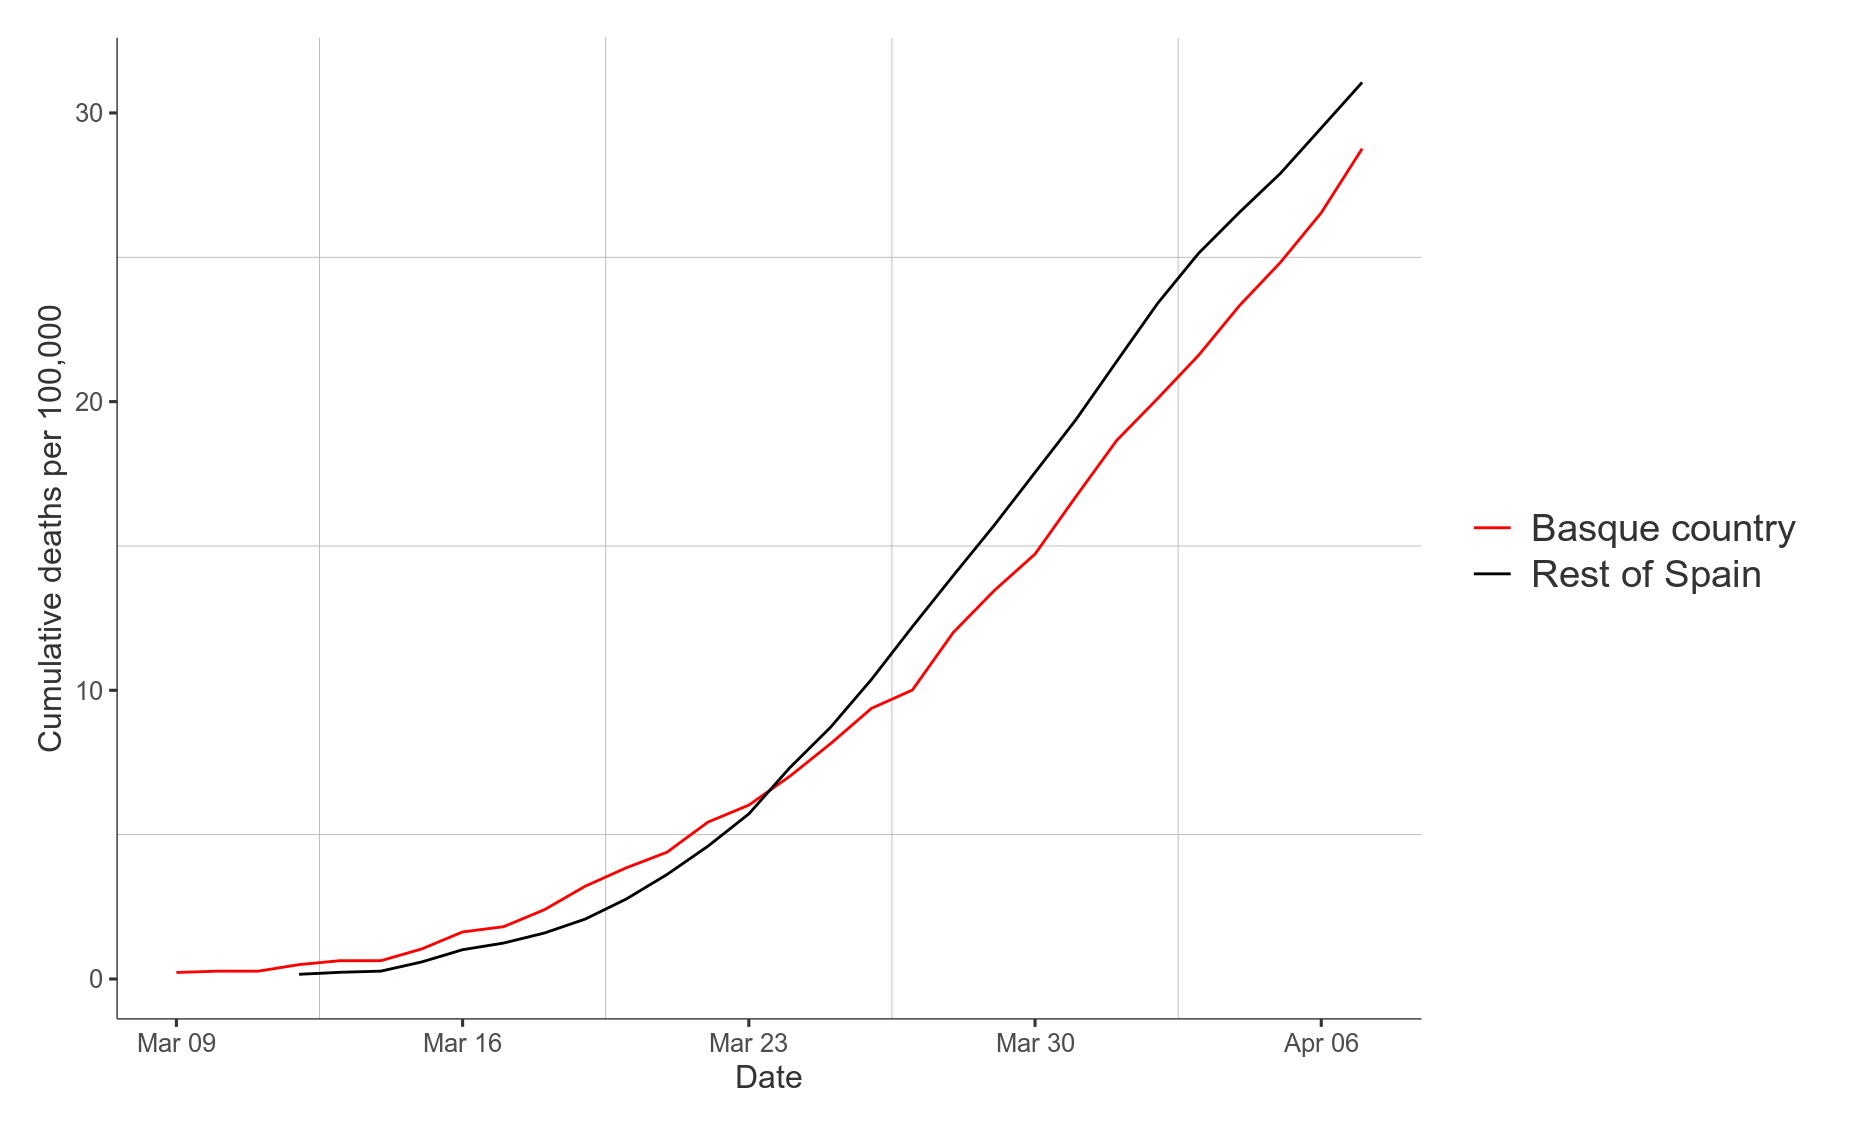 Cumulative deaths per 100,000
30
20
10
0
Mar 09
Mar 16
Mar 23
Mar 30
Apr 06
Date
Basque country
Rest of Spain